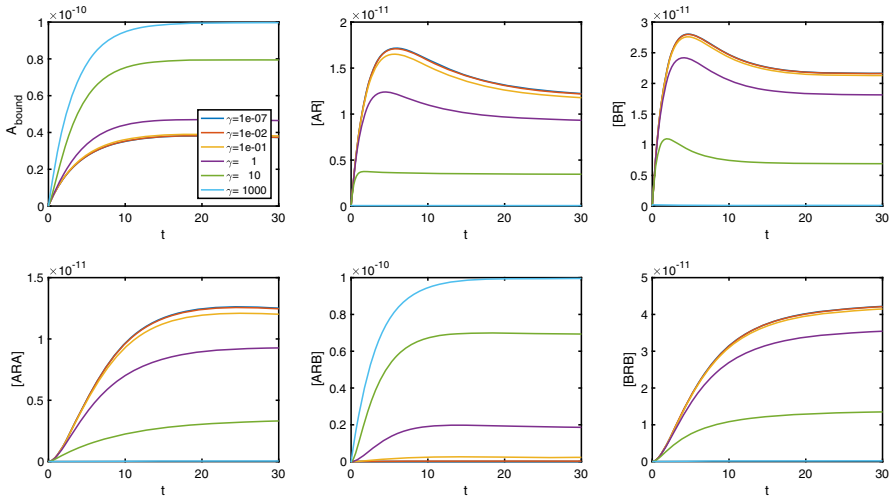 ×10⁻¹⁰
1
0.8
0.6
0.4
0.2
0
0 10 20 30
A_bound
t
γ=1e-07
γ=1e-02
γ=1e-01
γ= 1
γ= 10
γ= 1000
×10⁻¹¹
2
1.5
1
0.5
0
0 10 20 30
[AR]
t
×10⁻¹¹
3
2.5
2
1.5
1
0.5
0
0 10 20 30
[BR]
t
×10⁻¹¹
1.5
1
0.5
0
0 10 20 30
[ARA]
t
×10⁻¹⁰
1
0.8
0.6
0.4
0.2
0
0 10 20 30
[ARB]
t
×10⁻¹¹
5
4
3
2
1
0
0 10 20 30
[BRB]
t